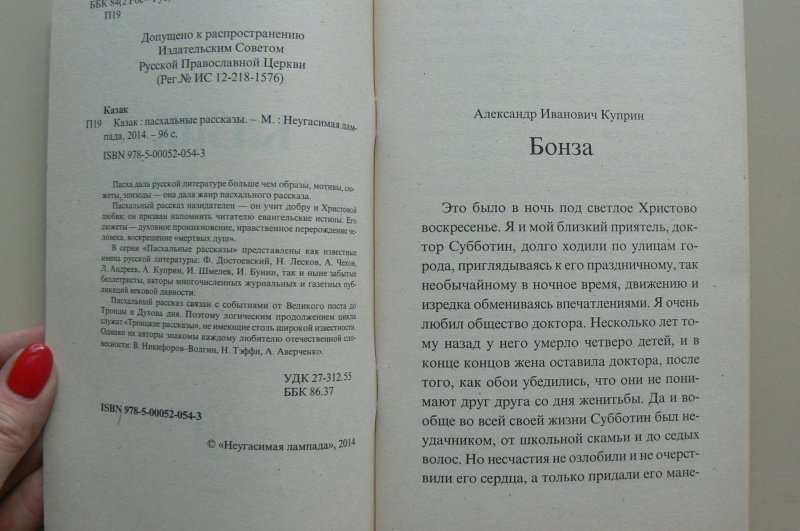 ББК 84(2
П19
Допущено к распространению
Издательским Советом
Русской Православной Церкви
(Рег.№ ИС 12-218-1576)
Казак
П19 Казак : пасхальные рассказы. – М. : Неугасимая лам-
пада, 2014. – 96 с.
ISBN 978-5-00052-054-3
Пасха дала русской литературе больше чем образы, мотивы, сю-
жеты, эпизоды — она дала жанр пасхального рассказа.
Пасхальный рассказ назидателен — он учит добру и Христовой
любви; он призван напомнить читателю евангельские истины. Его
сюжеты — духовное проникновение, нравственное перерождение че-
ловека, воскрешение «мертвых душ».
В серии «Пасхальные рассказы» представлены как известные
имена русской литературы: Ф. Достоевский, Н. Лесков, А. Чехов,
Л. Андреев, А. Куприн, И. Шмелев, И. Бунин, так и ныне забытые
беллетристы, авторы многочисленных журнальных и газетных пуб-
ликаций вековой давности.
Пасхальный рассказ связан с событиями от Великого поста до
Троицы и Духова дня. Поэтому логическим продолжением цикла
служат «Троицкие рассказы», не имеющие столь широкой известности.
Однако их авторы знакомы каждому любителю отечественной сло-
весности: В. Никифоров–Волгин, Н. Тэффи, А. Аверченко.
УДК 27-312.55
ББК 86.37
ISBN 978-5-00052-054-3
© «Неугасимая лампада», 2014
Александр Иванович Куприн
Бонза
Это было в ночь под светлое Христово
воскресенье. Я и мой близкий приятель, док-
тор Субботин, долго ходили по улицам го-
рода, приглядываясь к его праздничному, так
необычайному в ночное время, движению и
изредка обмениваясь впечатлениями. Я очень
любил общество доктора. Несколько лет то-
му назад у него умерло четверо детей, и в
конце концов жена оставила доктора, после
того, как обои убедились, что они не пони-
мают друг друга со дня женитьбы. Да и во-
обще во всей своей жизни Субботин был не-
удачником, от школьной скамьи и до седых
волос. Но несчастия не озлобили и не очерст-
вили его сердца, а только придали его мане-